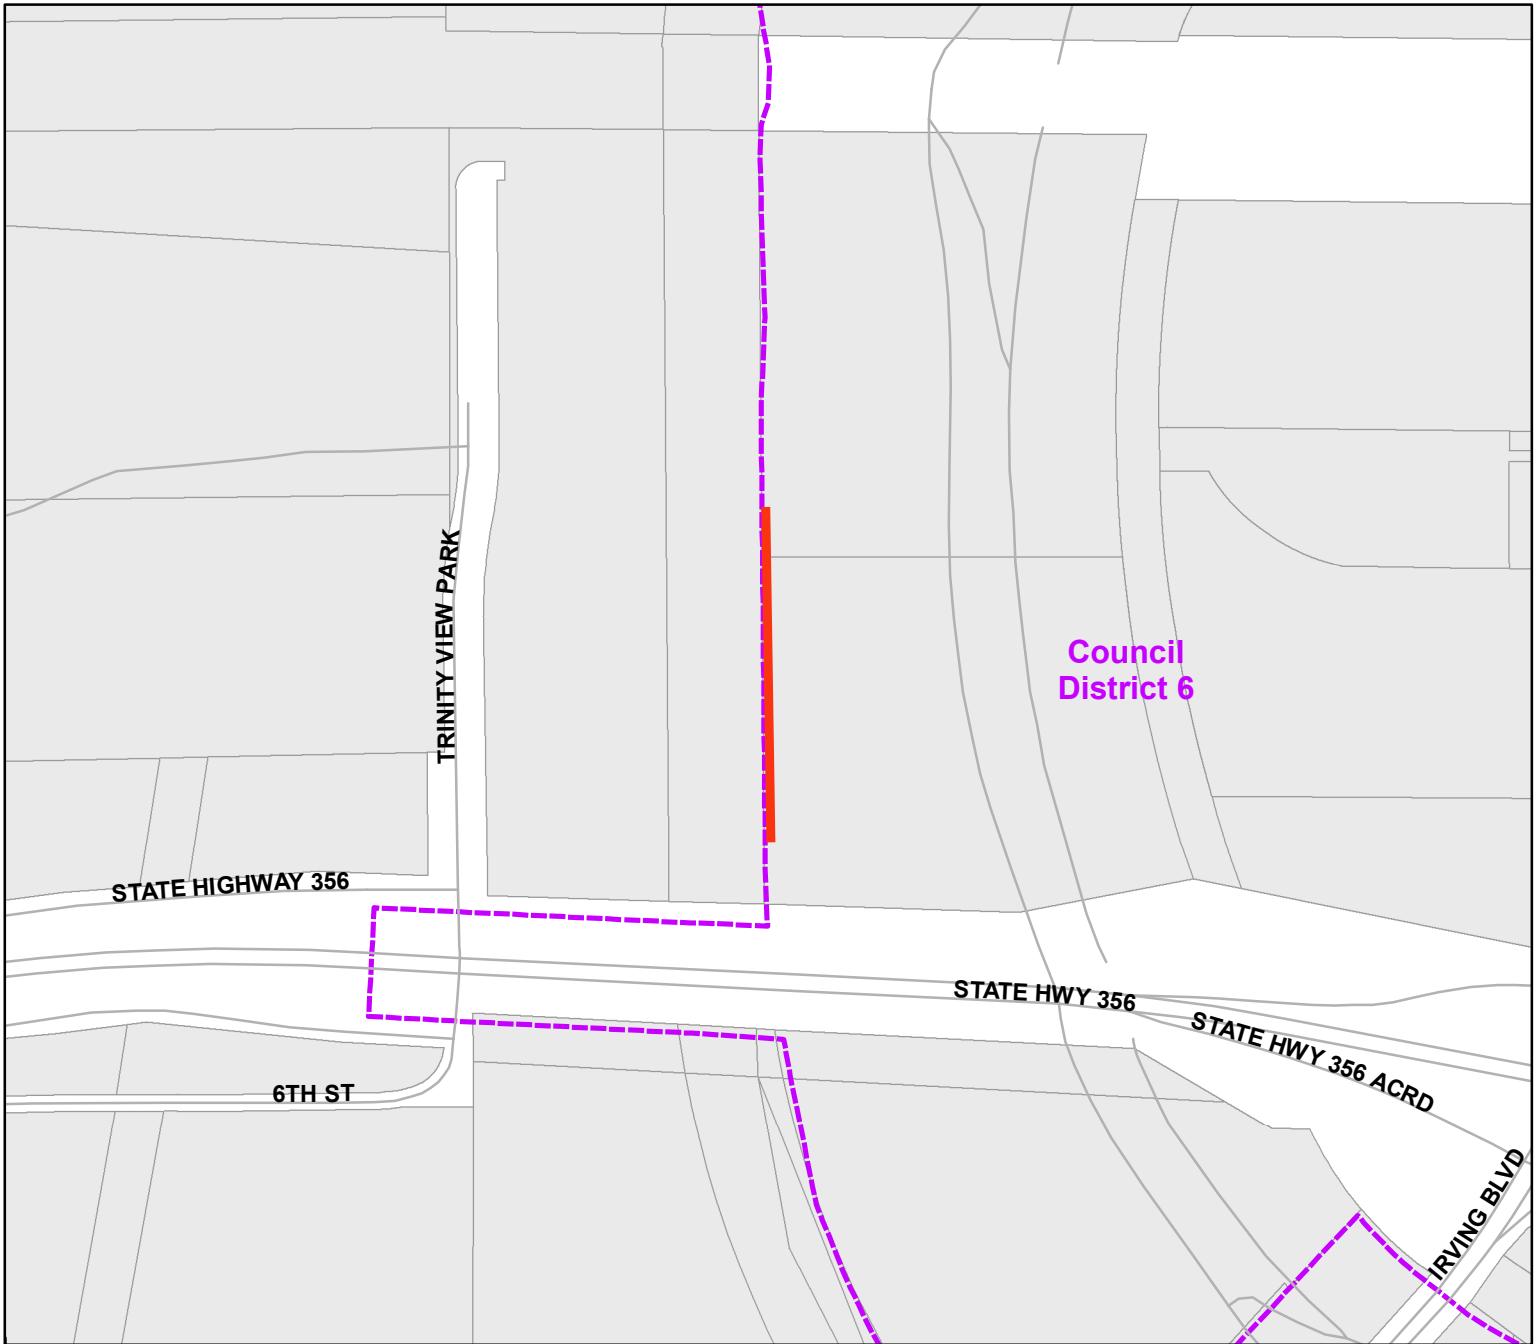 TRINITY VIEW PARK
Council
District 6
STATE HIGHWAY 356
STATE HWY 356
STATE HWY 356 ACRD
6TH ST
IRVING BLVD